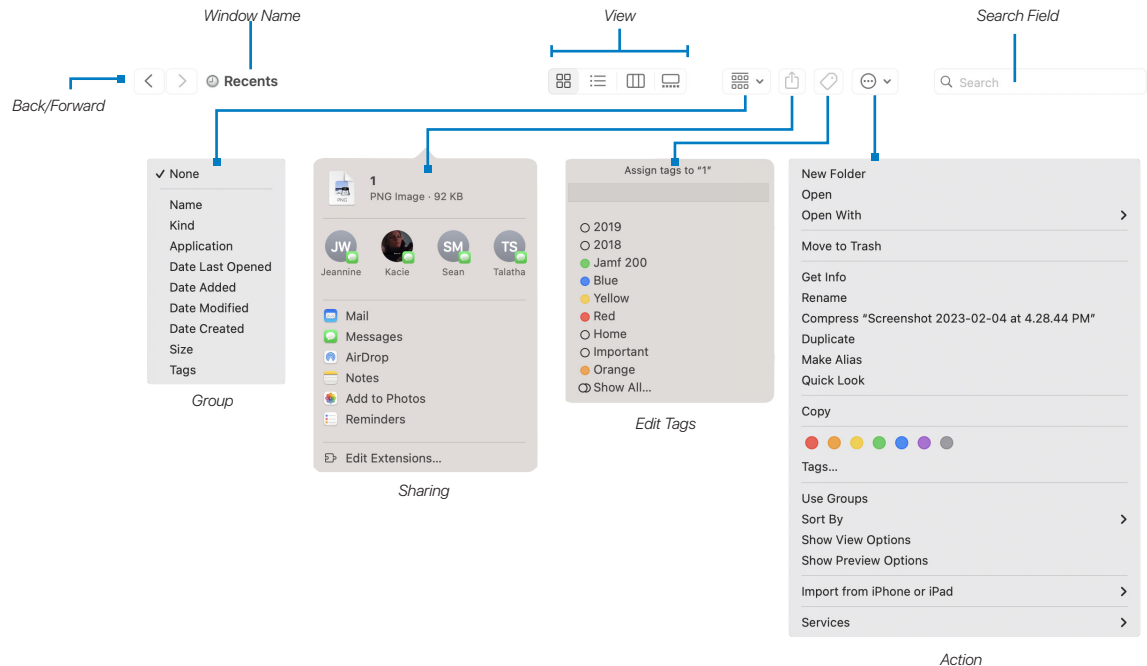 Window Name
View
Search Field
Back/Forward
Recents
Search
✓ None
Name
Kind
Application
Date Last Opened
Date Added
Date Modified
Date Created
Size
Tags
Group
1
PNG Image · 92 KB
PNG
JW
SM
TS
Jeannine
Kacie
Sean
Talatha
Mail
Messages
AirDrop
Notes
Add to Photos
Reminders
Edit Extensions...
Sharing
Assign tags to “1”
2019
2018
Jamf 200
Blue
Yellow
Red
Home
Important
Orange
Show All...
Edit Tags
New Folder
Open
Open With
Move to Trash
Get Info
Rename
Compress “Screenshot 2023-02-04 at 4.28.44 PM”
Duplicate
Make Alias
Quick Look
Copy
Tags...
Use Groups
Sort By
Show View Options
Show Preview Options
Import from iPhone or iPad
Services
Action